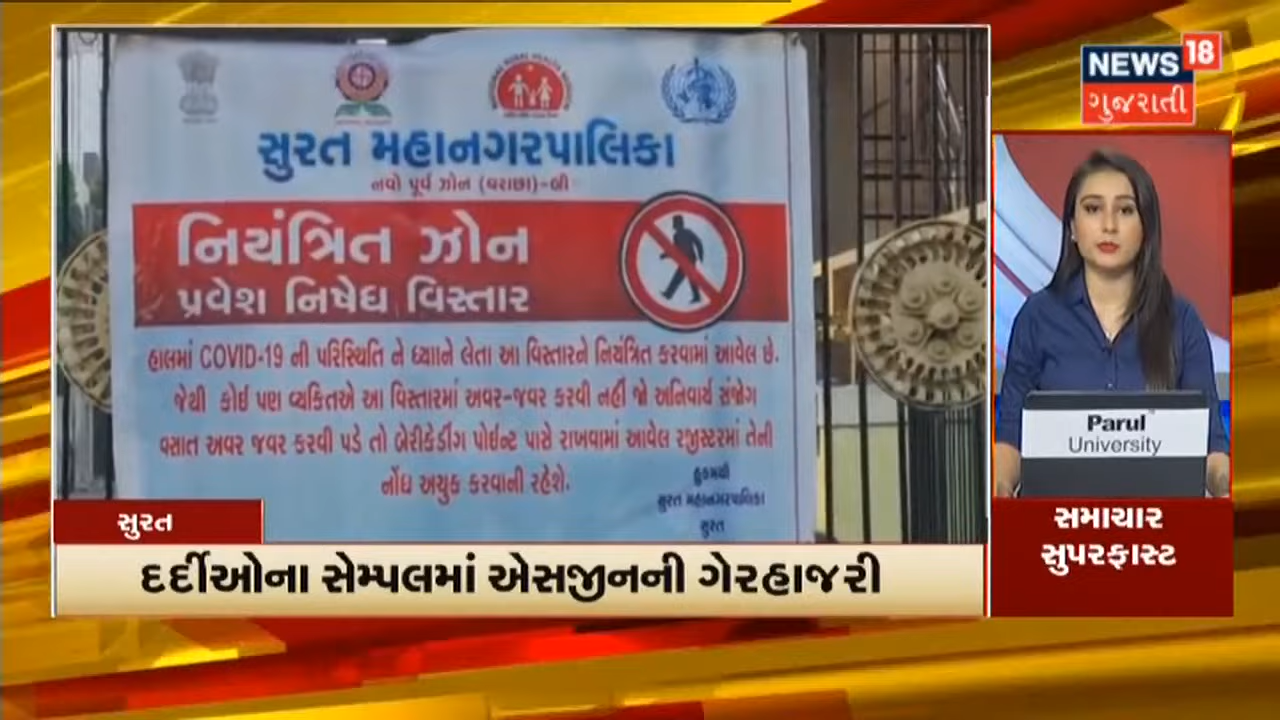 સુરત મહાનગરપાલિકા
નવો પૂર્વ ઝોન (વરાછા)-બી
નિયંત્રિત ઝોન
પ્રવેશ નિષેધ વિસ્તાર
હાલમાં COVID-19 ની પરિસ્થિતિ ને ધ્યાને લેતા આ વિસ્તારને નિયંત્રિત કરવામાં આવેલ છે.
જેથી કોઈ પણ વ્યકિતએ આ વિસ્તારમાં અવર-જવર કરવી નહીં જો અનિવાર્ય સંજોગ
વસાત અવર જવર કરવી પડે તો બેરીકેડીંગ પોઈન્ટ પાસે રાખવામાં આવેલ રજીસ્ટરમાં તેની
નોંધ અચુક કરવાની રહેશે.
હુકમથી
સુરત મહાનગરપાલિકા
સુરત
સુરત
દર્દીઓના સેમ્પલમાં એસજીનની ગેરહાજરી
NEWS 18
ગુજરાતી
Parul
University
સમાચાર
સુપરફાસ્ટ